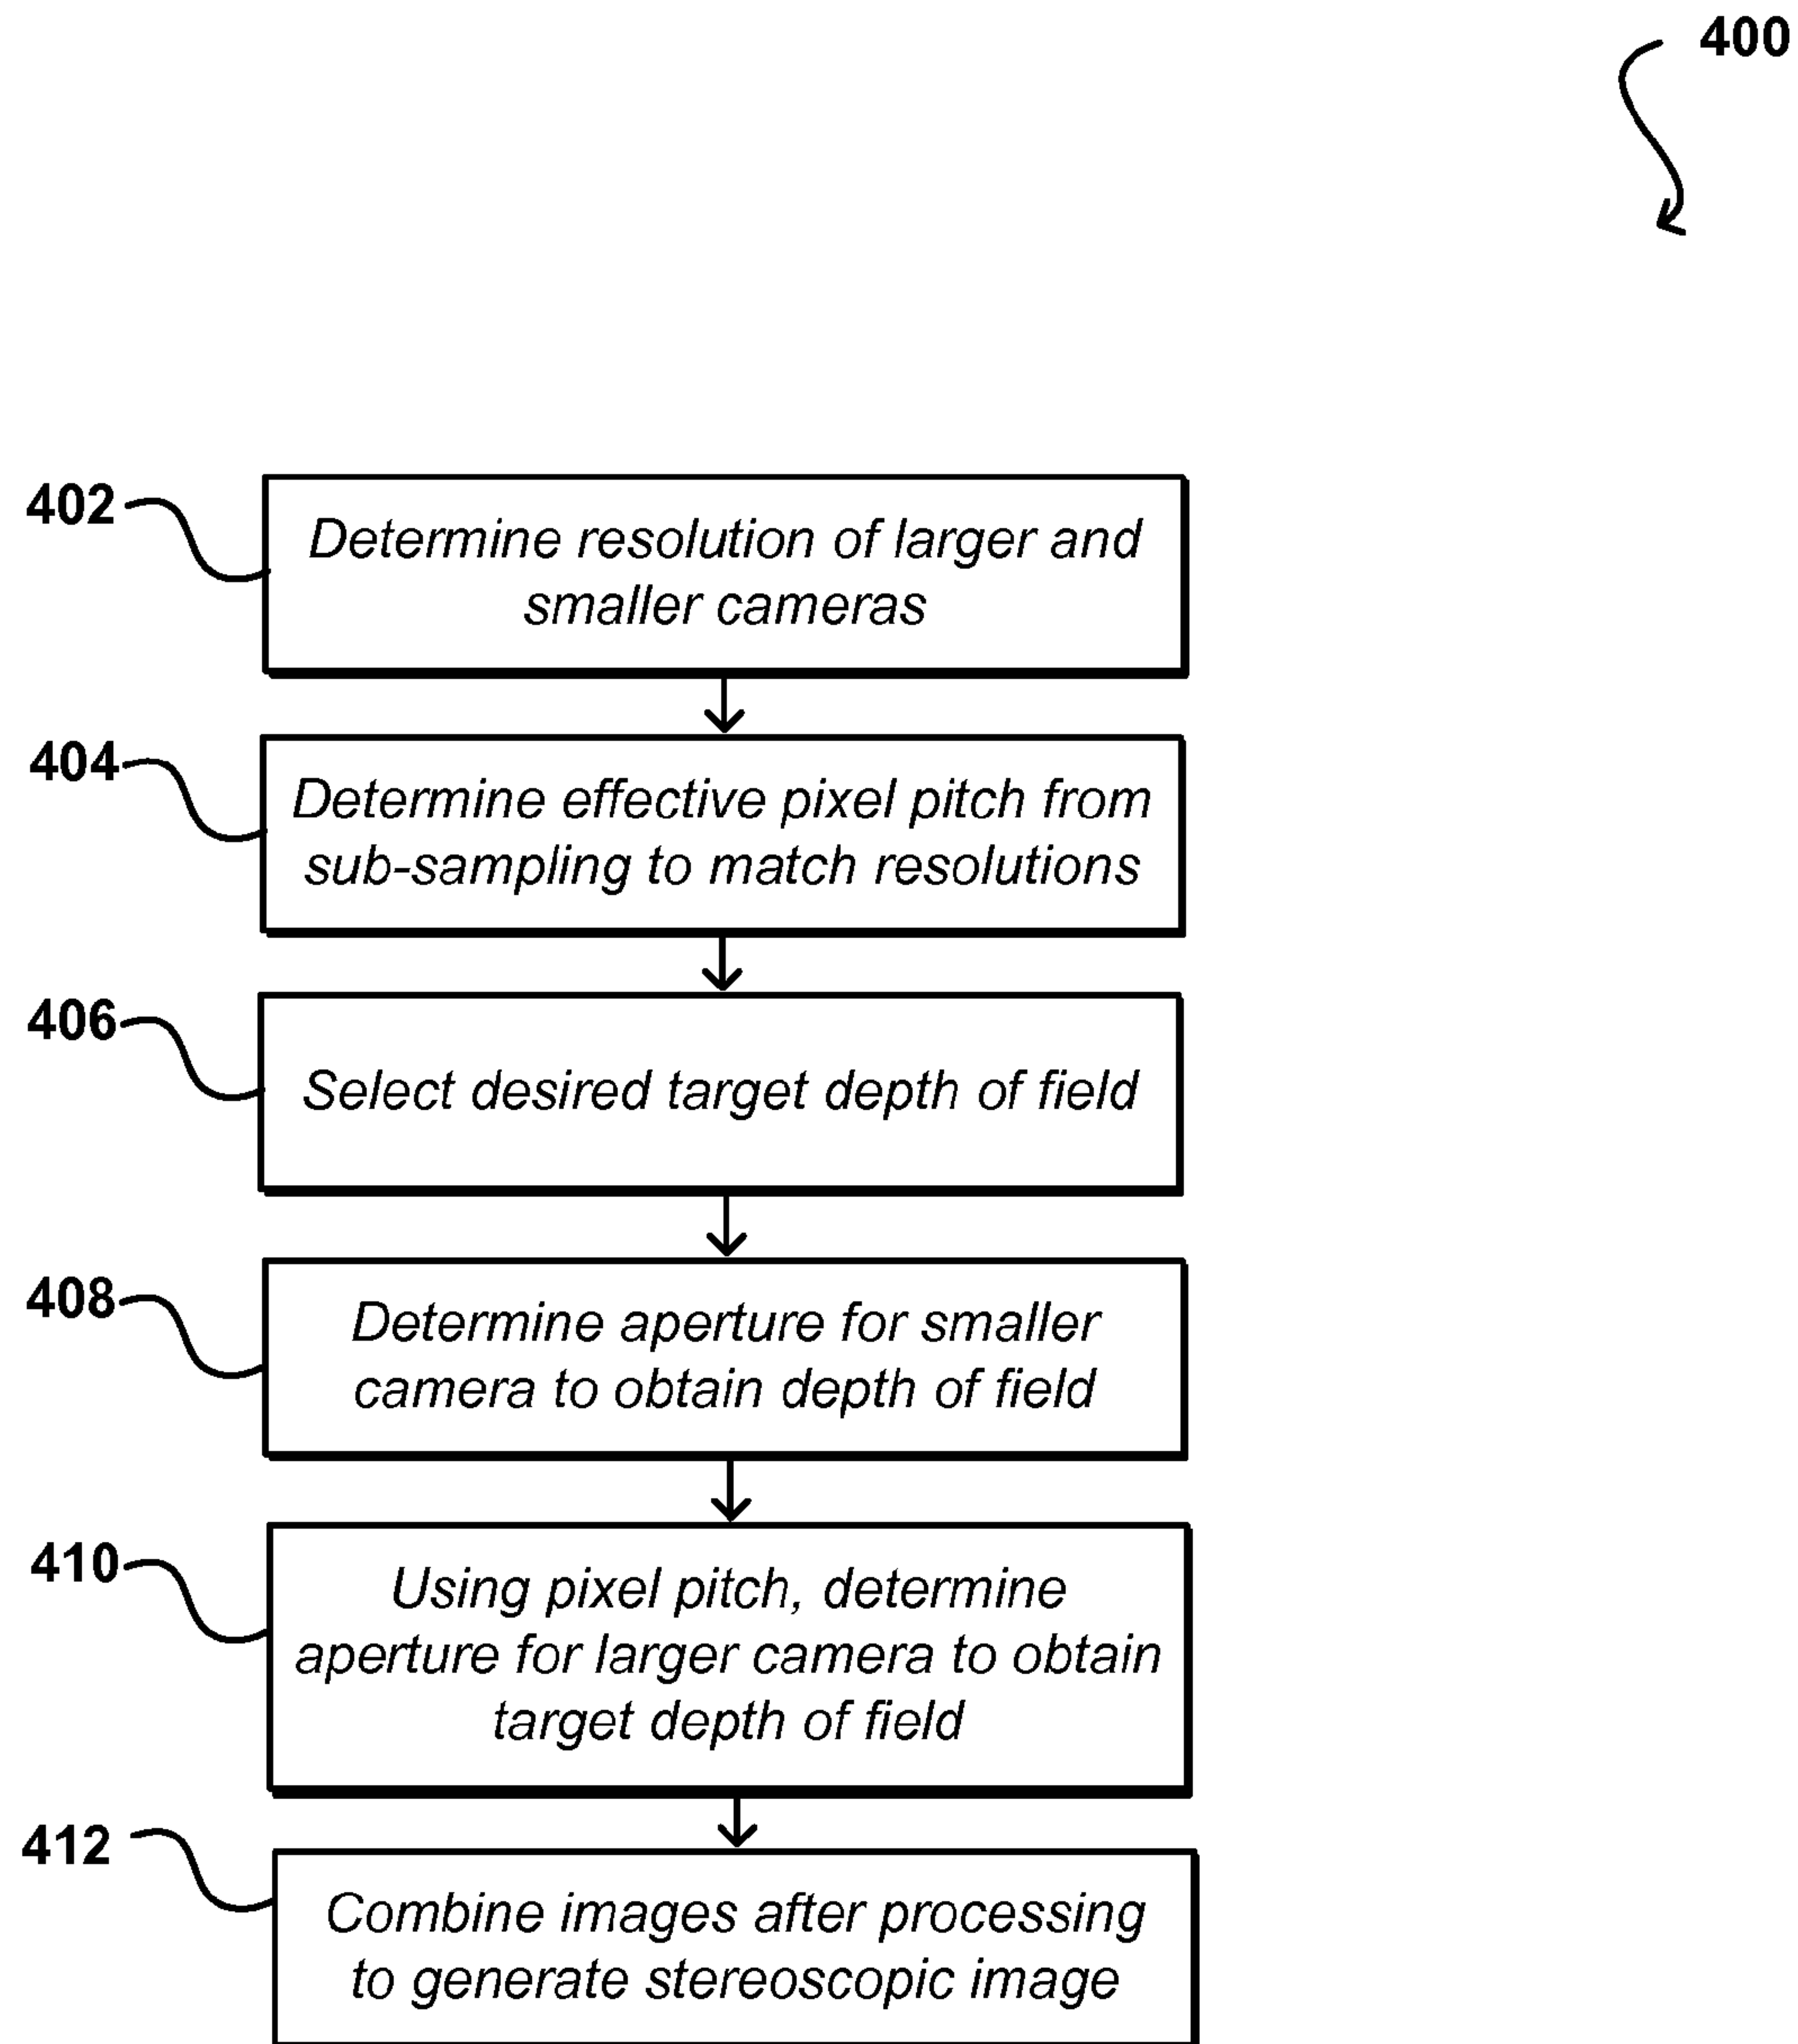 400
402
Determine resolution of larger and
smaller cameras
404
Determine effective pixel pitch from
sub-sampling to match resolutions
406
Select desired target depth of field
408
Determine aperture for smaller
camera to obtain depth of field
410
Using pixel pitch, determine
aperture for larger camera to obtain
target depth of field
412
Combine images after processing
to generate stereoscopic image